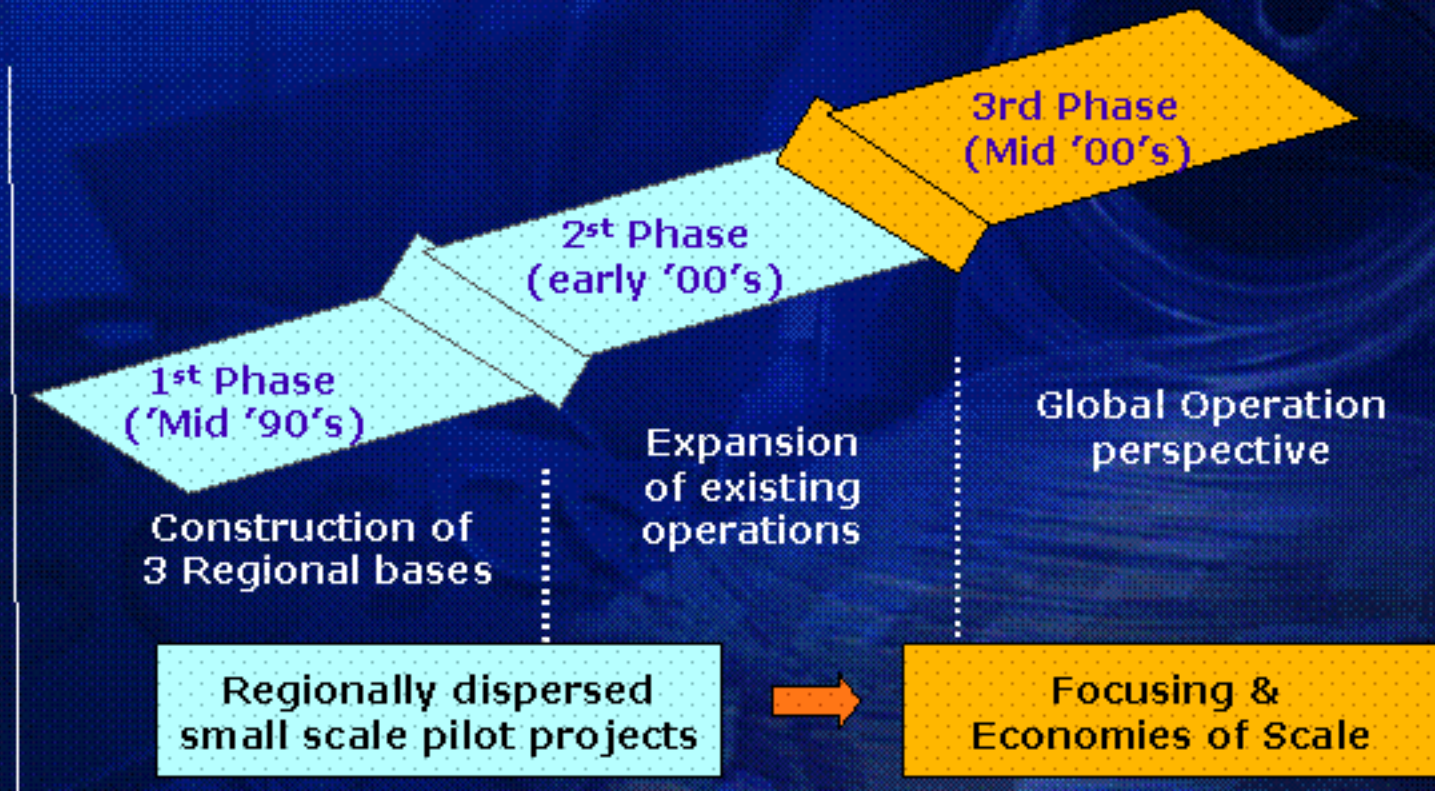 3rd Phase
(Mid '00's)
2st Phase
(early '00's)
1st Phase
('Mid '90's)
Global Operation
perspective
Expansion
of existing
operations
Construction of
3 Regional bases
Regionally dispersed
small scale pilot projects
Focusing &
Economies of Scale